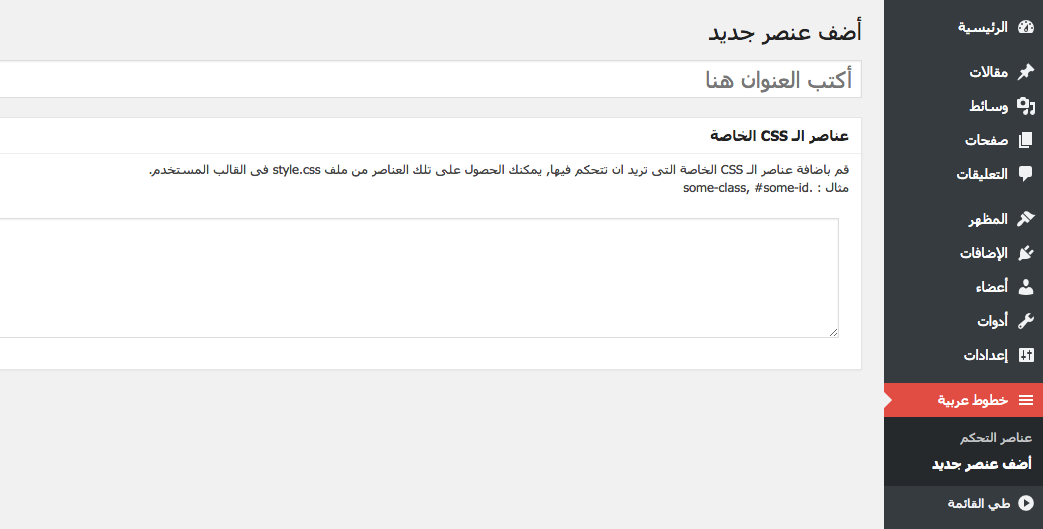 أضف عنصر جديد
أكتب العنوان هنا
عناصر الـ CSS الخاصة
قم باضافة عناصر الـ CSS الخاصة التى تريد ان تتحكم فيها, يمكنك الحصول على تلك العناصر من ملف style.css فى القالب المستخدم.
مثال : .some-class, #some-id
الرئيسية
مقالات
وسائط
صفحات
التعليقات
المظهر
الإضافات
أعضاء
أدوات
إعدادات
خطوط عربية
عناصر التحكم
أضف عنصر جديد
طي القائمة